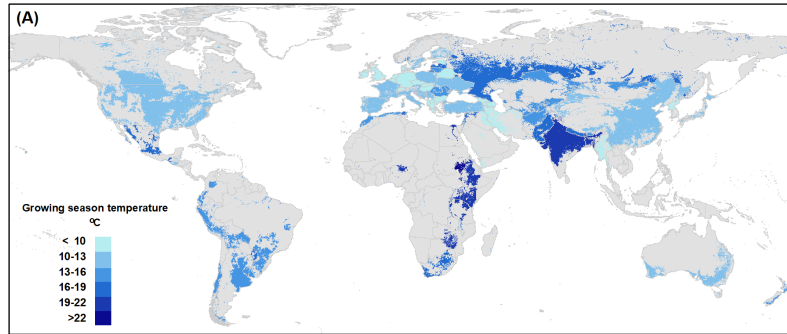 (A)
Growing season temperature
ºC
< 10
10-13
13-16
16-19
19-22
>22